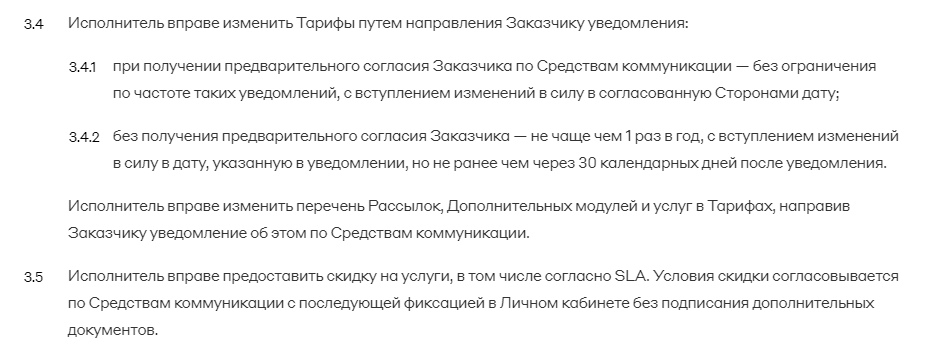 3.4 Исполнитель вправе изменить Тарифы путем направления Заказчику уведомления:
3.4.1 при получении предварительного согласия Заказчика по Средствам коммуникации — без ограничения
по частоте таких уведомлений, с вступлением изменений в силу в согласованную Сторонами дату;
3.4.2 без получения предварительного согласия Заказчика — не чаще чем 1 раз в год, с вступлением изменений
в силу в дату, указанную в уведомлении, но не ранее чем через 30 календарных дней после уведомления.
Исполнитель вправе изменить перечень Рассылок, Дополнительных модулей и услуг в Тарифах, направив
Заказчику уведомление об этом по Средствам коммуникации.
3.5 Исполнитель вправе предоставить скидку на услуги, в том числе согласно SLA. Условия скидки согласовывается
по Средствам коммуникации с последующей фиксацией в Личном кабинете без подписания дополнительных
документов.